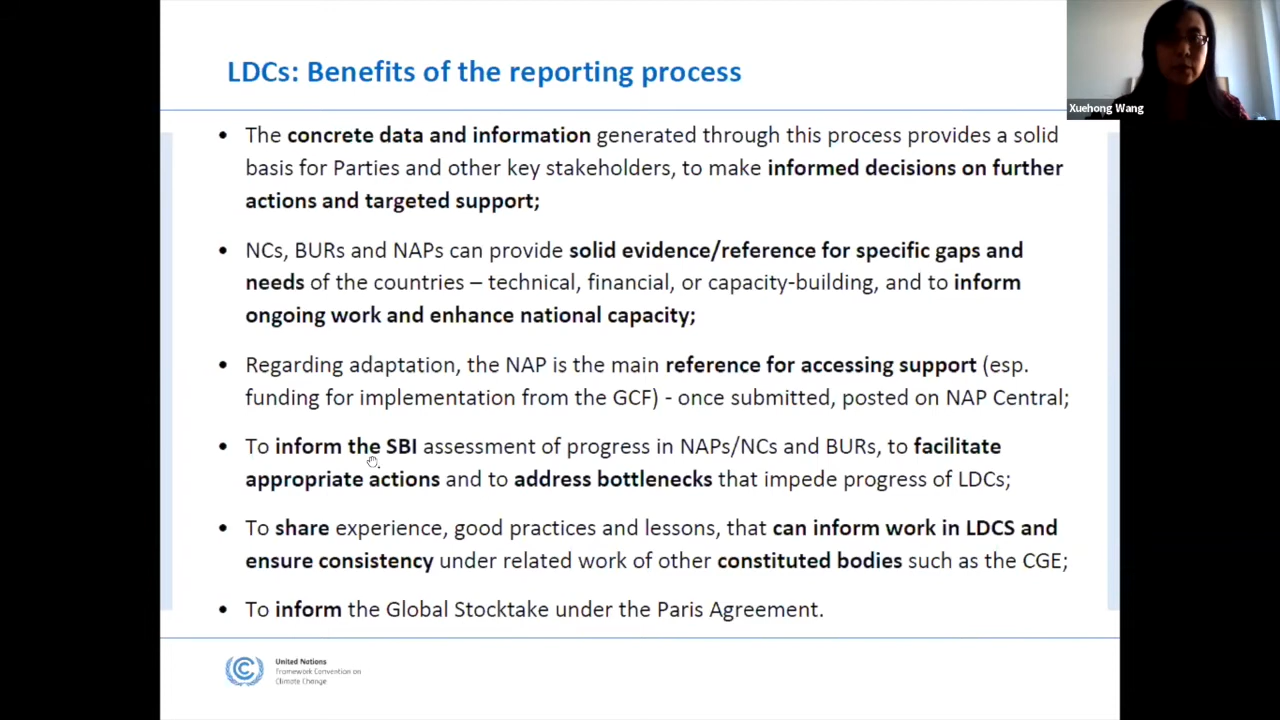 LDCs: Benefits of the reporting process
Xuehong Wang
• The concrete data and information generated through this process provides a solid
basis for Parties and other key stakeholders, to make informed decisions on further
actions and targeted support;
• NCs, BURs and NAPs can provide solid evidence/reference for specific gaps and
needs of the countries – technical, financial, or capacity-building, and to inform
ongoing work and enhance national capacity;
• Regarding adaptation, the NAP is the main reference for accessing support (esp.
funding for implementation from the GCF) - once submitted, posted on NAP Central;
• To inform the SBI assessment of progress in NAPs/NCs and BURs, to facilitate
appropriate actions and to address bottlenecks that impede progress of LDCs;
• To share experience, good practices and lessons, that can inform work in LDCS and
ensure consistency under related work of other constituted bodies such as the CGE;
• To inform the Global Stocktake under the Paris Agreement.
United Nations
Framework Convention on
Climate Change